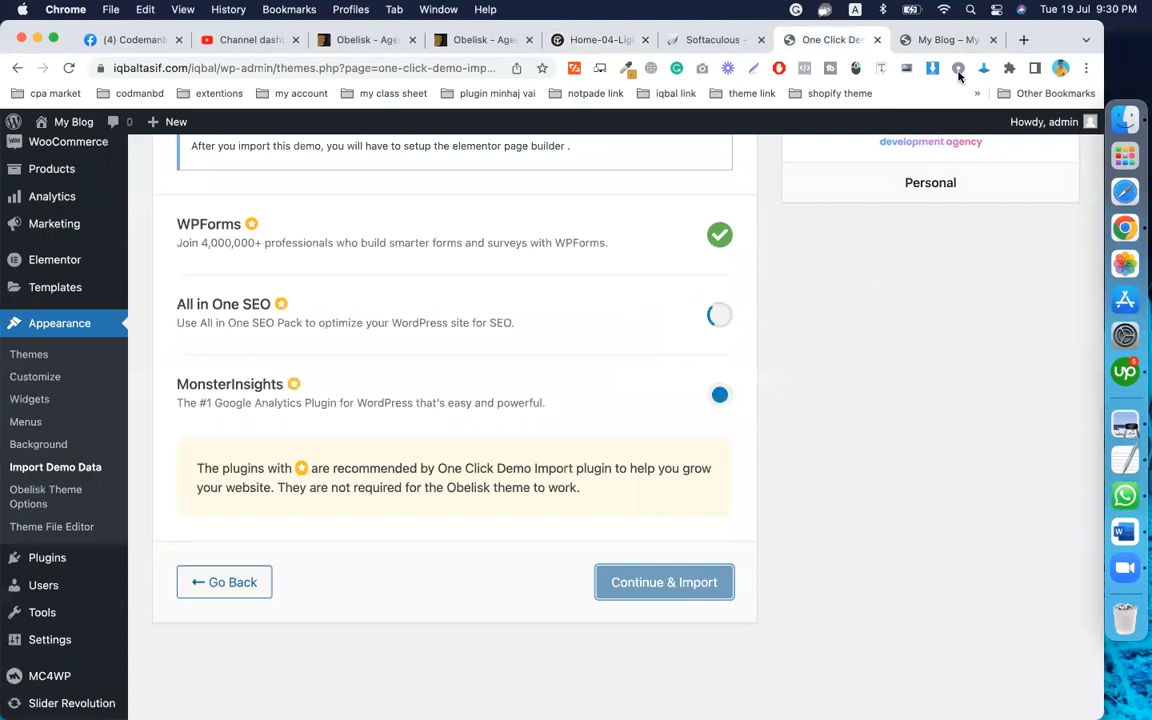 Chrome File Edit View History Bookmarks Profiles Tab Window Help A Tue 19 Jul 9:30 PM
(4) Codemanb Channel dash Obelisk - Age Obelisk - Age Home-04-Lig Softaculous - One Click Dem My Blog – My
iqbaltasif.com/iqbal/wp-admin/themes.php?page=one-click-demo-imp...
cpa market codmanbd extentions my account my class sheet plugin minhaj vai notpade link iqbal link theme link shopify theme » Other Bookmarks
My Blog 0 New Howdy, admin
WooCommerce
Products
Analytics
Marketing
Elementor
Templates
Appearance
Themes
Customize
Widgets
Menus
Background
Import Demo Data
Obelisk Theme
Options
Theme File Editor
Plugins
Users
Tools
Settings
MC4WP
Slider Revolution
After you import this demo, you will have to setup the elementor page builder .
WPForms
Join 4,000,000+ professionals who build smarter forms and surveys with WPForms.
All in One SEO
Use All in One SEO Pack to optimize your WordPress site for SEO.
MonsterInsights
The #1 Google Analytics Plugin for WordPress that's easy and powerful.
The plugins with are recommended by One Click Demo Import plugin to help you grow
your website. They are not required for the Obelisk theme to work.
Go Back
Continue & Import
development agency
Personal
up 5